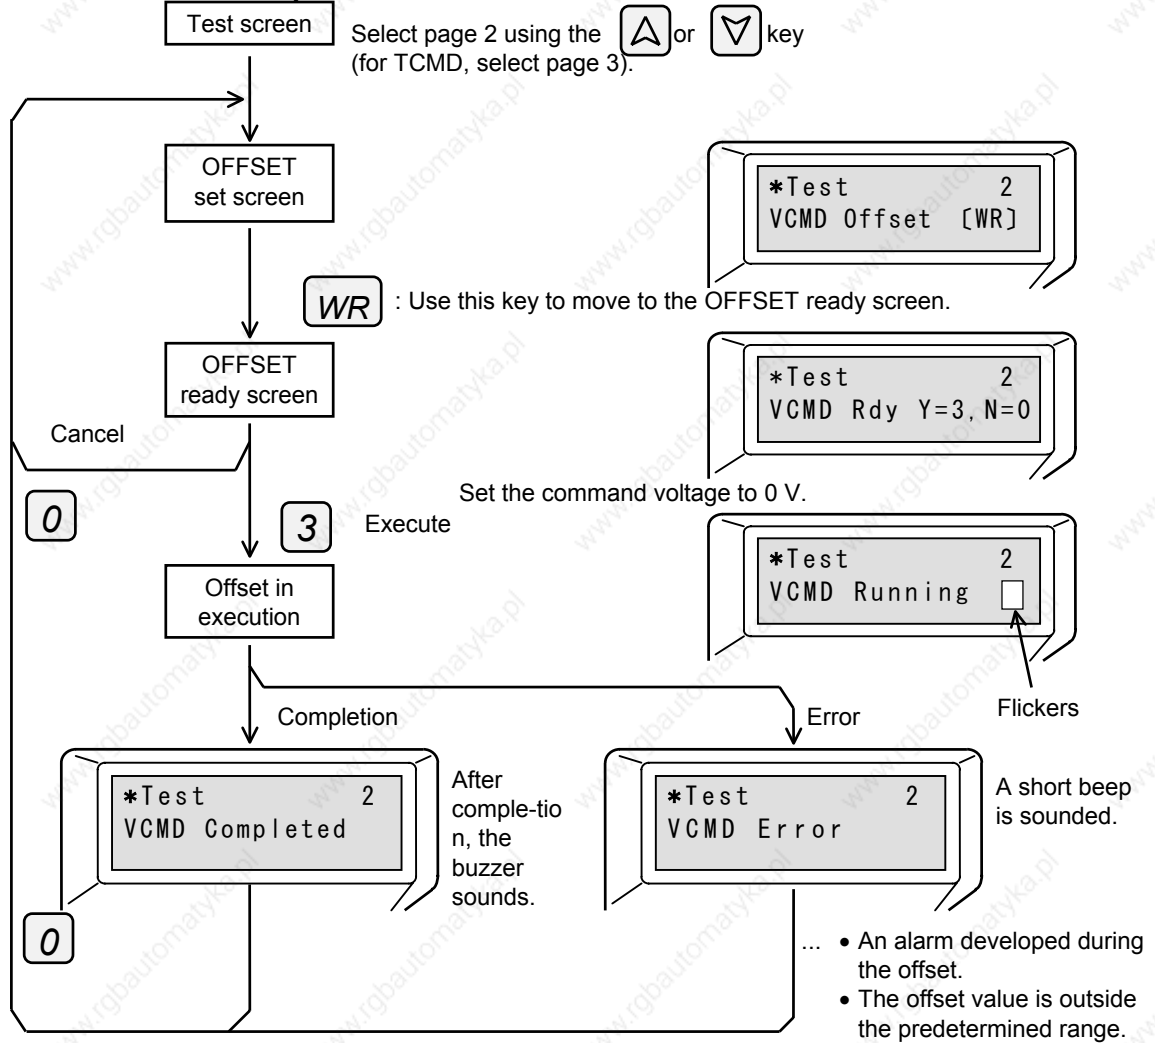 Test screen
Select page 2 using the or key
(for TCMD, select page 3).
OFFSET
set screen
*Test 2
VCMD Offset [WR]
WR : Use this key to move to the OFFSET ready screen.
OFFSET
ready screen
*Test 2
VCMD Rdy Y=3,N=0
Cancel
0
Set the command voltage to 0 V.
3 Execute
Offset in
execution
*Test 2
VCMD Running
Flickers
Completion
Error
*Test 2
VCMD Completed
After
comple-tio
n, the
buzzer
sounds.
*Test 2
VCMD Error
A short beep
is sounded.
0
... • An alarm developed during
the offset.
• The offset value is outside
the predetermined range.
www.rgbautomatyka.pl